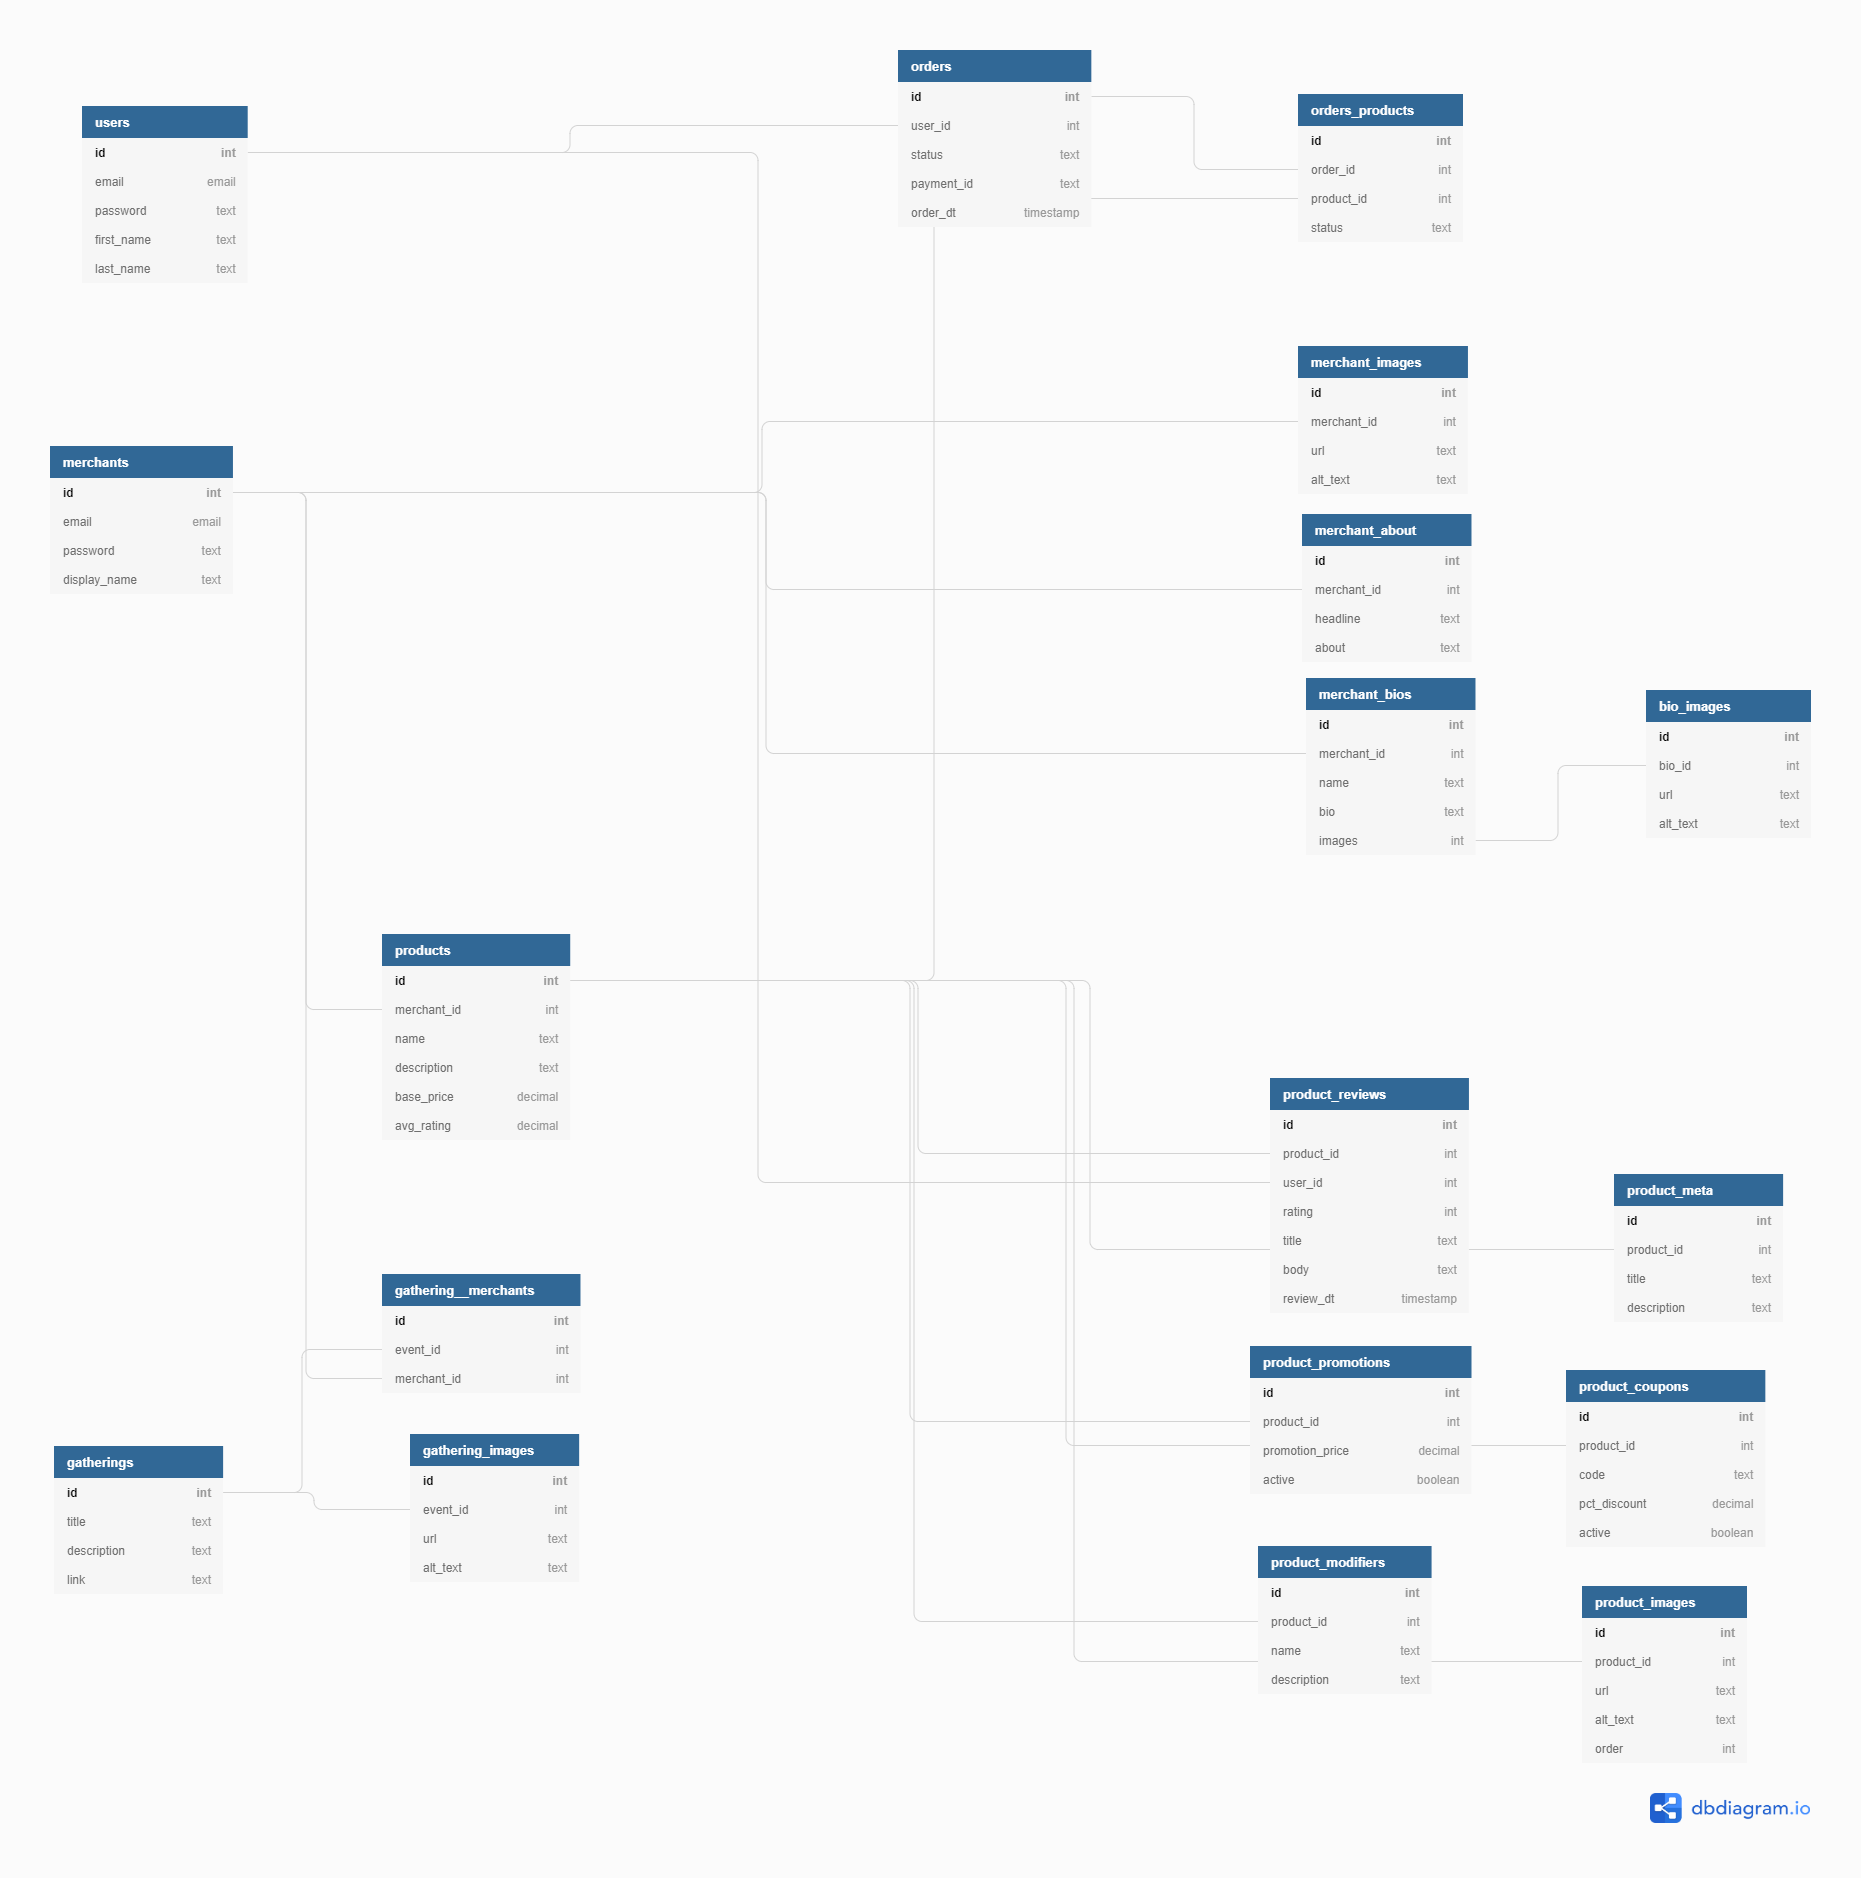 orders
id int
user_id int
status text
payment_id text
order_dt timestamp
orders_products
id int
order_id int
product_id int
status text
users
id int
email email
password text
first_name text
last_name text
merchant_images
id int
merchant_id int
url text
alt_text text
merchants
id int
email email
password text
display_name text
merchant_about
id int
merchant_id int
headline text
about text
merchant_bios
id int
merchant_id int
name text
bio text
images int
bio_images
id int
bio_id int
url text
alt_text text
products
id int
merchant_id int
name text
description text
base_price decimal
avg_rating decimal
product_reviews
id int
product_id int
user_id int
rating int
title text
body text
review_dt timestamp
product_meta
id int
product_id int
title text
description text
gathering__merchants
id int
event_id int
merchant_id int
product_promotions
id int
product_id int
promotion_price decimal
active boolean
product_coupons
id int
product_id int
code text
pct_discount decimal
active boolean
gatherings
id int
title text
description text
link text
gathering_images
id int
event_id int
url text
alt_text text
product_modifiers
id int
product_id int
name text
description text
product_images
id int
product_id int
url text
alt_text text
order int
dbdiagram.io